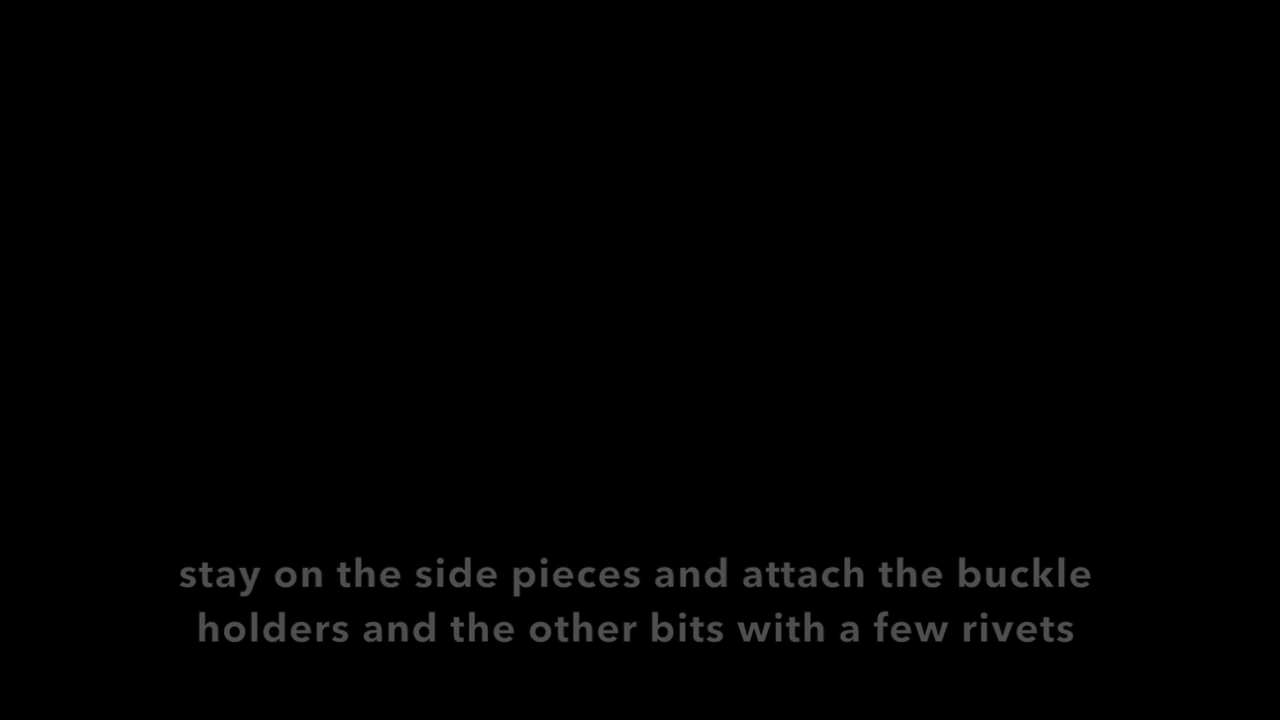 stay on the side pieces and attach the buckle
holders and the other bits with a few rivets